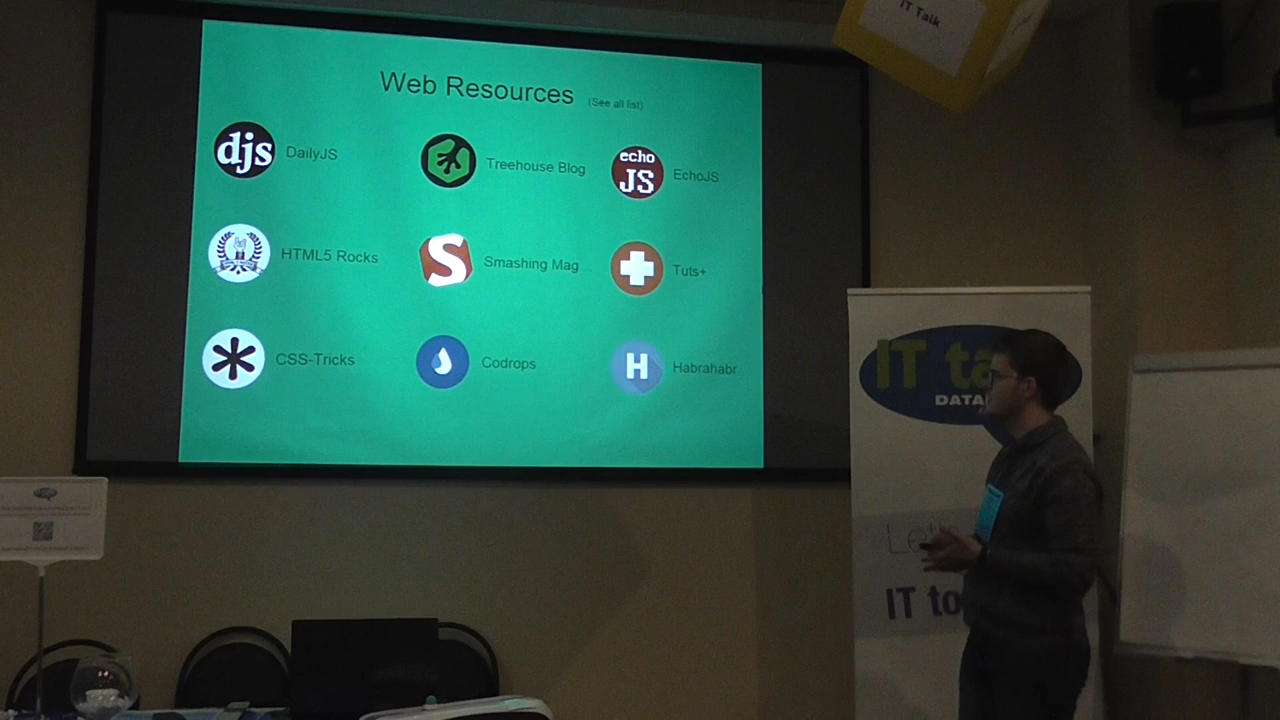 IT Talk
Web Resources (See all list)
djs DailyJS
Treehouse Blog
echo JS EchoJS
HTML5 Rocks
S Smashing Mag...
Tuts+
CSS-Tricks
Codrops
H Habrahabr
IT ta
DATA
IT to